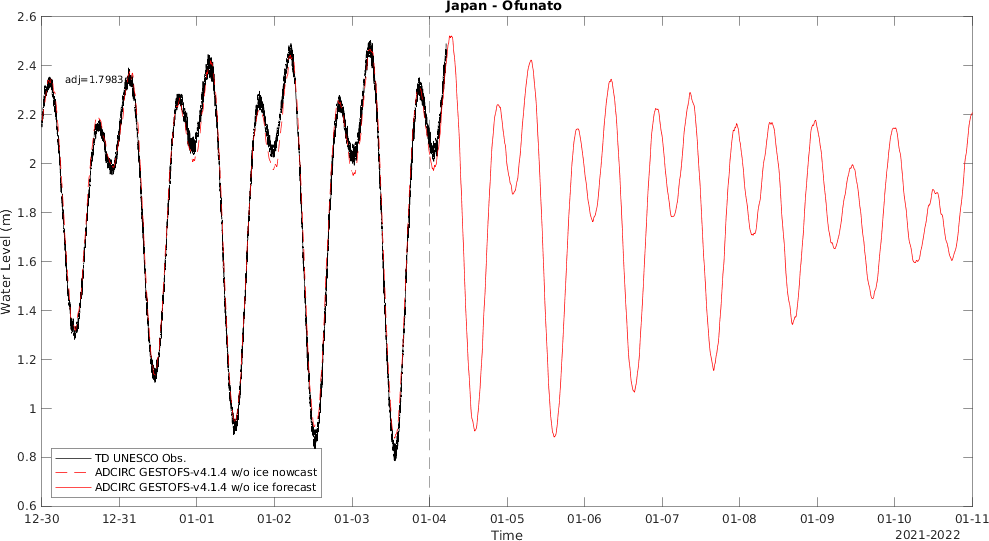 Japan - Ofunato
2.6
2.4
2.2
2
1.8
1.6
1.4
1.2
1
0.8
0.6
Water Level (m)
adj=1.7983
TD UNESCO Obs.
ADCIRC GESTOFS-v4.1.4 w/o ice nowcast
ADCIRC GESTOFS-v4.1.4 w/o ice forecast
12-30 12-31 01-01 01-02 01-03 01-04 01-05 01-06 01-07 01-08 01-09 01-10 01-11
Time
2021-2022